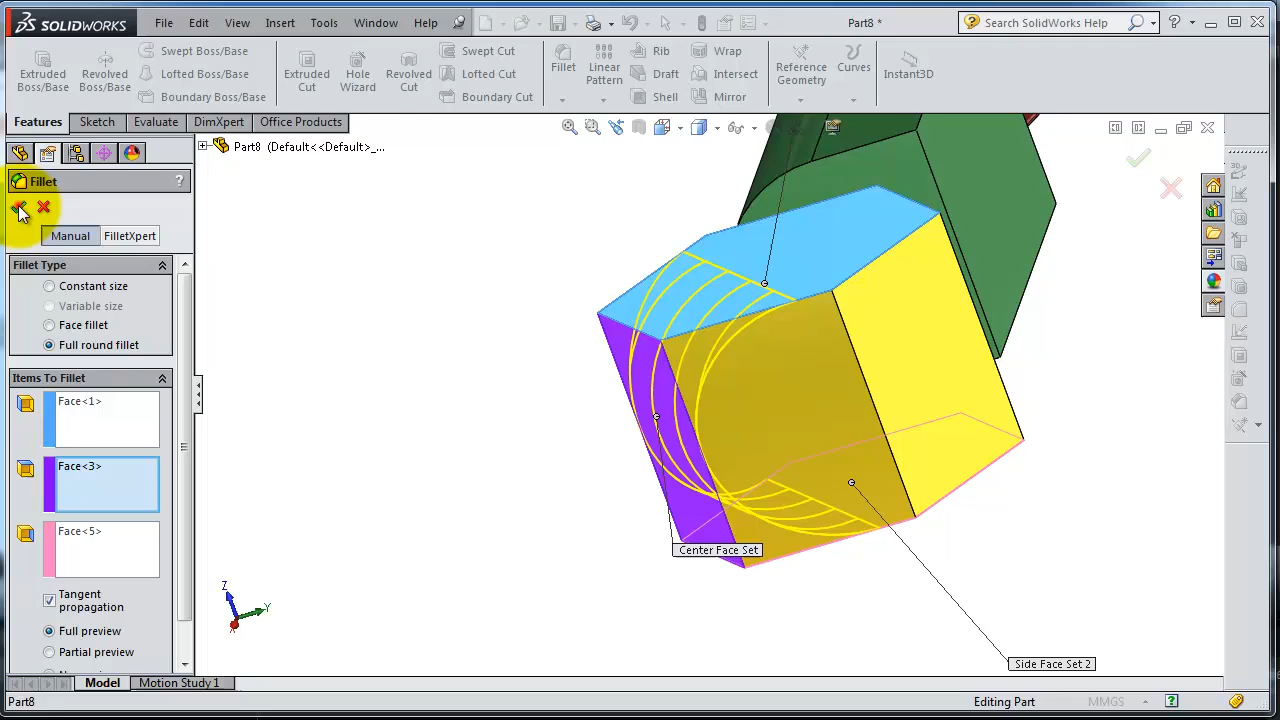 SOLIDWORKS File Edit View Insert Tools Window Help Part8 * Search SolidWorks Help
Extruded Boss/Base
Revolved Boss/Base
Swept Boss/Base
Lofted Boss/Base
Boundary Boss/Base
Extruded Cut
Hole Wizard
Revolved Cut
Swept Cut
Lofted Cut
Boundary Cut
Fillet
Linear Pattern
Rib
Draft
Shell
Wrap
Intersect
Mirror
Reference Geometry
Curves
Instant3D
Features Sketch Evaluate DimXpert Office Products
Part8 (Default<<Default>_...
Fillet ?
Manual FilletXpert
Fillet Type
Constant size
Variable size
Face fillet
Full round fillet
Items To Fillet
Face<1>
Face<3>
Face<5>
Tangent
propagation
Full preview
Partial preview
Center Face Set
Side Face Set 2
Z
Y
X
Model Motion Study 1
Part8 Editing Part MMGS